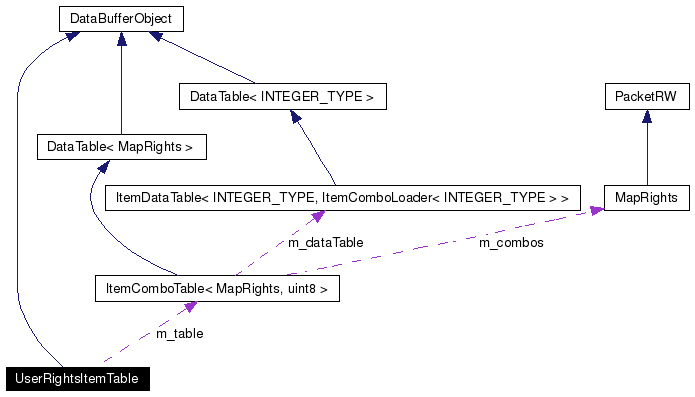 DataBufferObject
DataTable< INTEGER_TYPE >
PacketRW
DataTable< MapRights >
ItemDataTable< INTEGER_TYPE, ItemComboLoader< INTEGER_TYPE > >
MapRights
m_dataTable
m_combos
ItemComboTable< MapRights, uint8 >
m_table
UserRightsItemTable